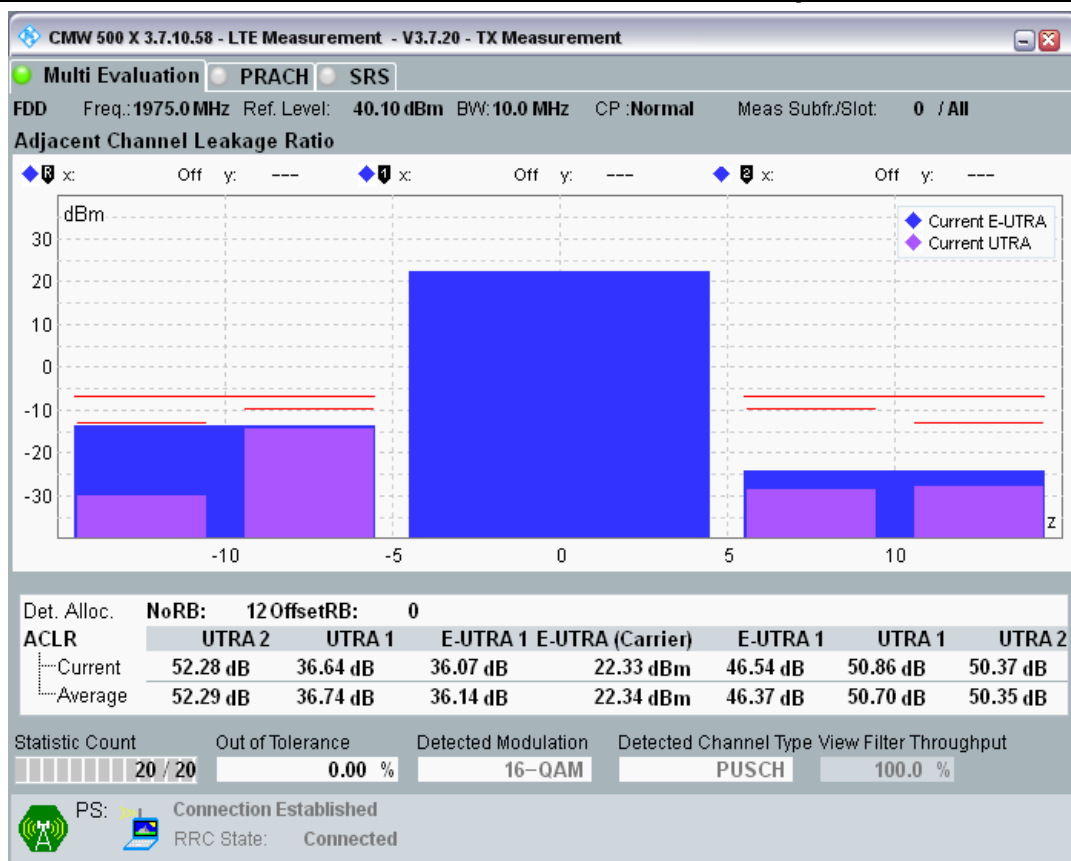 CMW 500 X 3.7.10.58 - LTE Measurement - V3.7.20 - TX Measurement
Multi Evaluation PRACH SRS
FDD Freq.:1975.0 MHz Ref. Level: 40.10 dBm BW:10.0 MHz CP :Normal Meas Subfr./Slot: 0 / All
Adjacent Channel Leakage Ratio
R x: Off y: --- 1 x: Off y: --- 2 x: Off y: ---
dBm
Current E-UTRA
Current UTRA
30
20
10
0
-10
-20
-30
z
-10 -5 0 5 10
Det. Alloc. NoRB: 12 OffsetRB: 0
ACLR UTRA 2 UTRA 1 E-UTRA 1 E-UTRA (Carrier) E-UTRA 1 UTRA 1 UTRA 2
Current 52.28 dB 36.64 dB 36.07 dB 22.33 dBm 46.54 dB 50.86 dB 50.37 dB
Average 52.29 dB 36.74 dB 36.14 dB 22.34 dBm 46.37 dB 50.70 dB 50.35 dB
Statistic Count Out of Tolerance Detected Modulation Detected Channel Type View Filter Throughput
20 / 20 0.00 % 16-QAM PUSCH 100.0 %
PS: Connection Established
RRC State: Connected